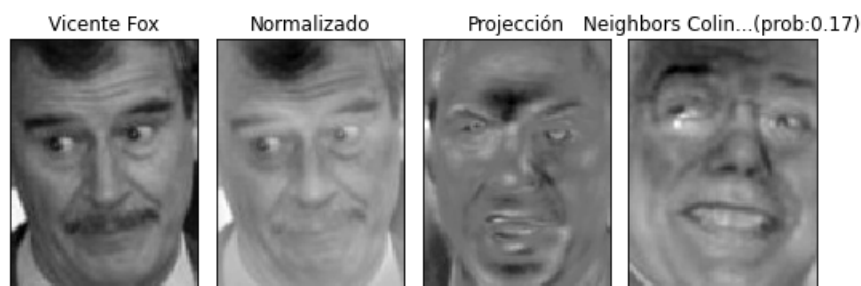 Vicente Fox
Normalizado
Projección
Neighbors Colin...(prob:0.17)